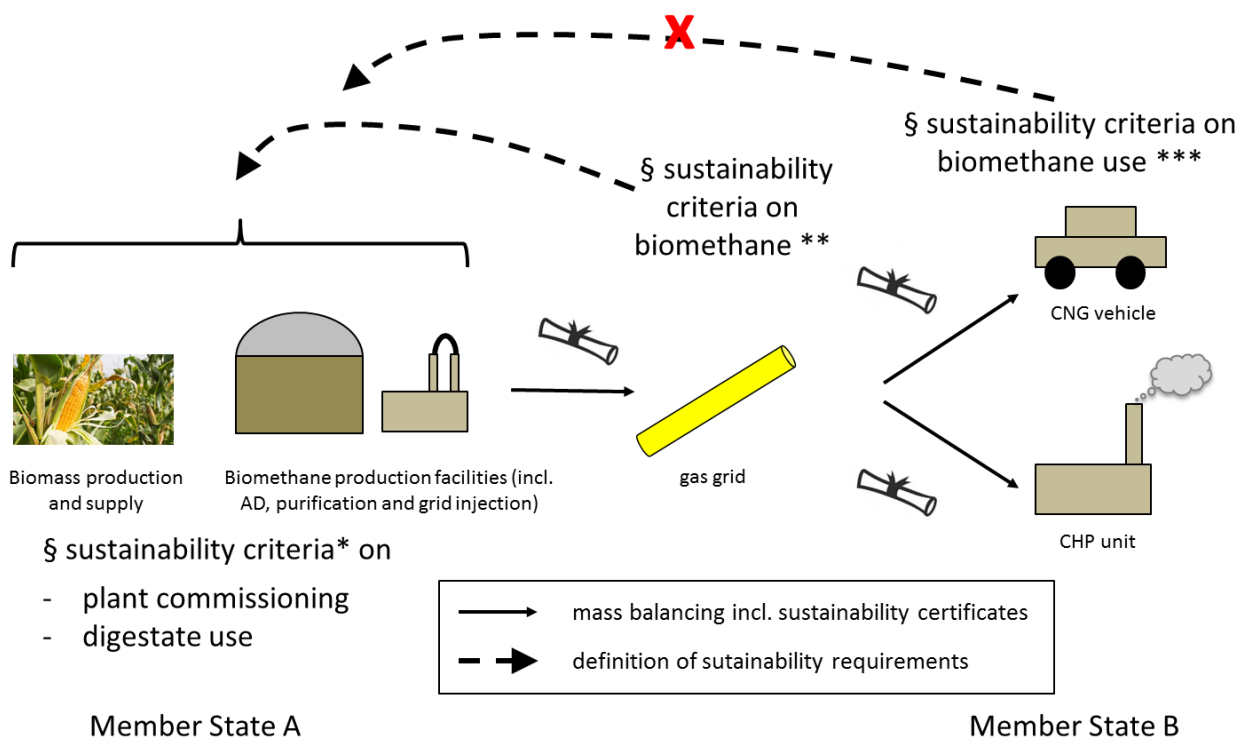 X
§ sustainability criteria on
biomethane use ***
§ sustainability
criteria on
biomethane **
CNG vehicle
Biomass production
and supply
Biomethane production facilities (incl.
AD, purification and grid injection)
gas grid
CHP unit
§ sustainability criteria* on
- plant commissioning
- digestate use
mass balancing incl. sustainability certificates
definition of sutainability requirements
Member State A
Member State B